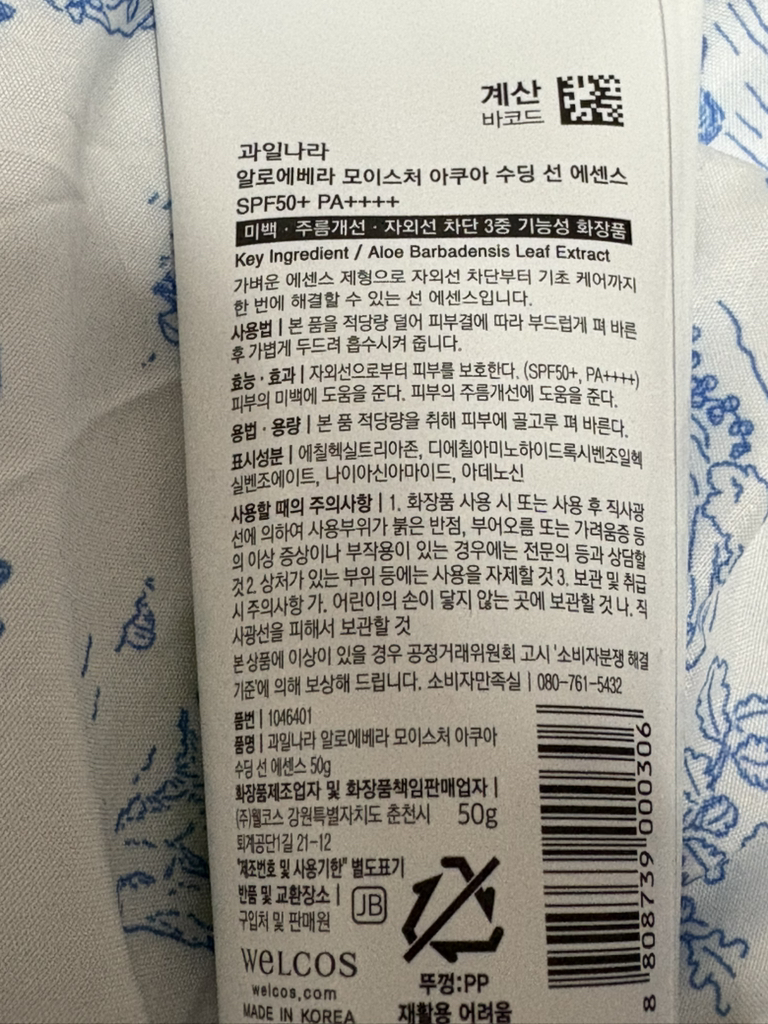 계산
바코드
과일나라
알로에베라 모이스처 아쿠아 수딩 선 에센스
SPF50+ PA++++
미백 · 주름개선 · 자외선 차단 3중 기능성 화장품
Key Ingredient / Aloe Barbadensis Leaf Extract
가벼운 에센스 제형으로 자외선 차단부터 기초 케어까지
한 번에 해결할 수 있는 선 에센스입니다.
사용법 | 본 품을 적당량 덜어 피부결에 따라 부드럽게 펴 바른
후 가볍게 두드려 흡수시켜 줍니다.
효능 · 효과 | 자외선으로부터 피부를 보호한다. (SPF50+, PA++++)
피부의 미백에 도움을 준다. 피부의 주름개선에 도움을 준다.
용법 · 용량 | 본 품 적당량을 취해 피부에 골고루 펴 바른다.
표시성분 | 에칠헥실트리아존, 디에칠아미노하이드록시벤조일헥
실벤조에이트, 나이아신아마이드, 아데노신
사용할 때의 주의사항 | 1. 화장품 사용 시 또는 사용 후 직사광
선에 의하여 사용부위가 붉은 반점, 부어오름 또는 가려움증 등
의 이상 증상이나 부작용이 있는 경우에는 전문의 등과 상담할
것 2. 상처가 있는 부위 등에는 사용을 자제할 것 3. 보관 및 취급
시 주의사항 가. 어린이의 손이 닿지 않는 곳에 보관할 것 나. 직
사광선을 피해서 보관할 것
본 상품에 이상이 있을 경우 공정거래위원회 고시 '소비자분쟁 해결
기준'에 의해 보상해 드립니다. 소비자만족실 | 080-761-5432
품번 | 1046401
품명 | 과일나라 알로에베라 모이스처 아쿠아
수딩 선 에센스 50g
화장품제조업자 및 화장품책임판매업자 |
(주)웰코스 강원특별자치도 춘천시
퇴계공단1길 21-12
50g
"제조번호 및 사용기한" 별도표기
반품 및 교환장소 |
구입처 및 판매원
JB
WELCOS
welcos.com
MADE IN KOREA
뚜껑:PP
재활용 어려움
8 808739 000306